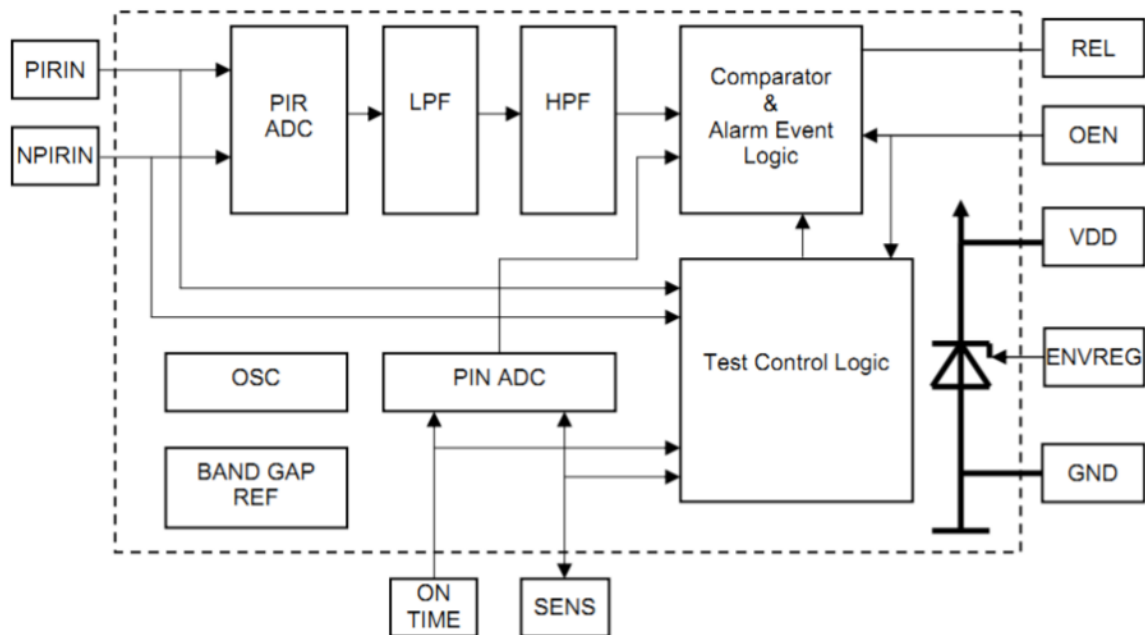 PIRIN
NPIRIN
PIR
ADC
LPF
HPF
Comparator
&
Alarm Event
Logic
REL
OEN
VDD
ENVREG
GND
Test Control Logic
OSC
PIN ADC
BAND GAP
REF
ON
TIME
SENS